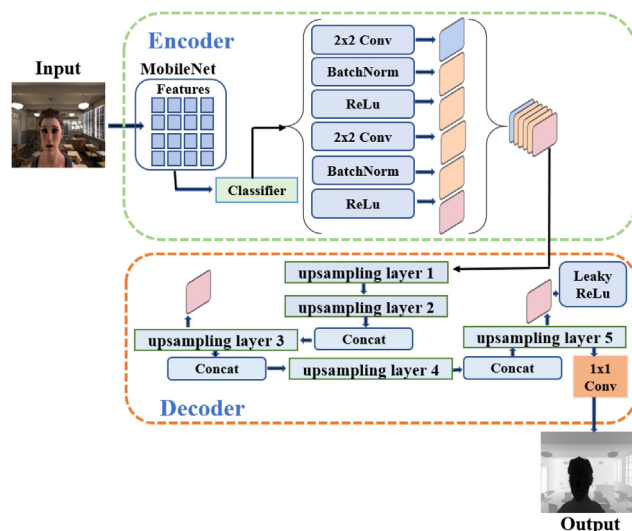 Encoder
Input
MobileNet
Features
Classifier
2x2 Conv
BatchNorm
ReLu
2x2 Conv
BatchNorm
ReLu
upsampling layer 1
upsampling layer 2
Concat
upsampling layer 3
Concat
upsampling layer 4
Concat
upsampling layer 5
Leaky
ReLu
1x1
Conv
Decoder
Output